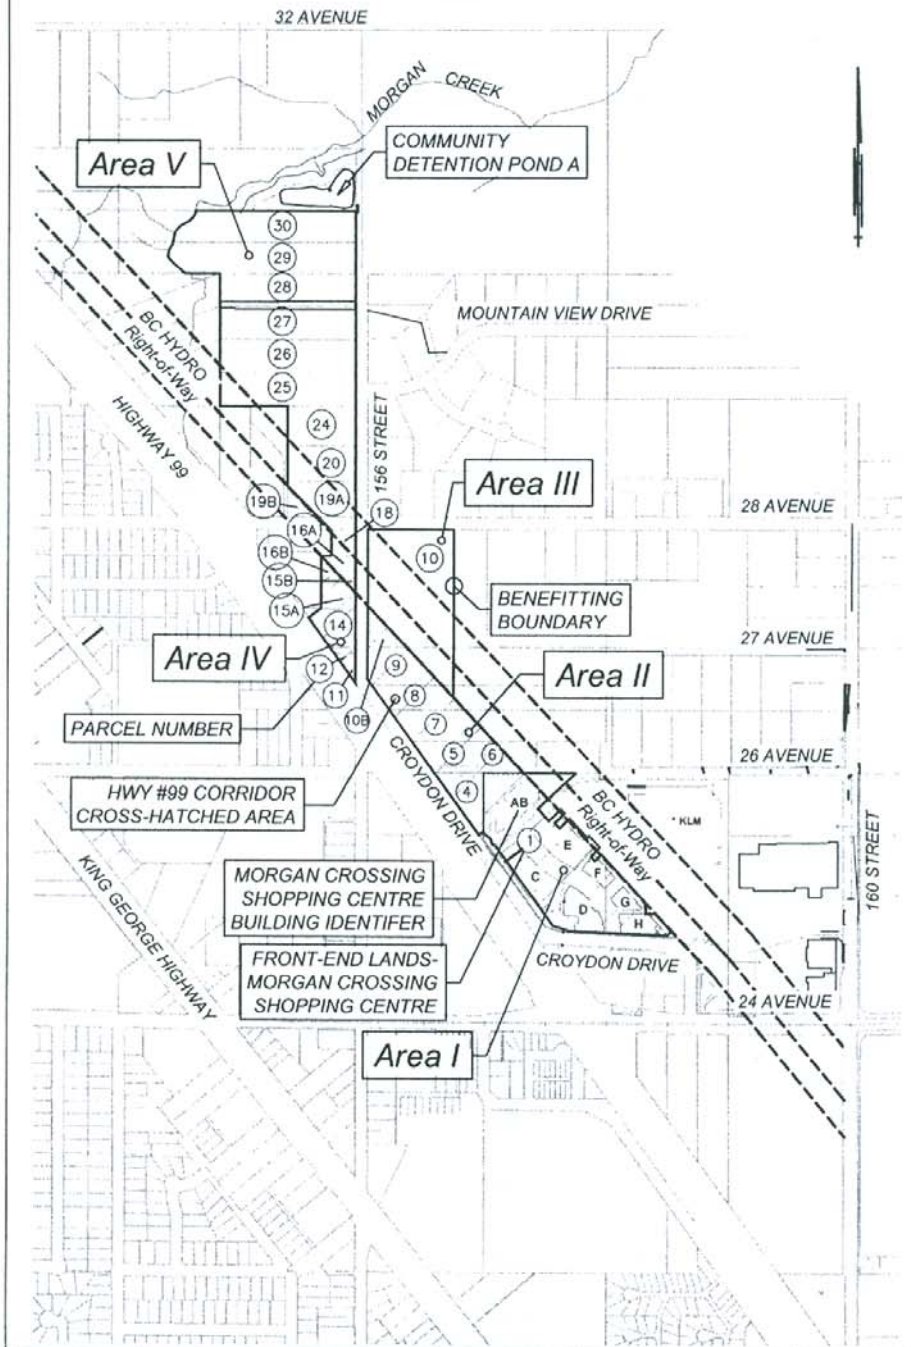 32 AVENUE
MORGAN CREEK
COMMUNITY
DETENTION POND A
Area V
30
29
28
27
26
25
24
20
19A
19B
BC HYDRO
Right-of-Way
HIGHWAY 99
MOUNTAIN VIEW DRIVE
156 STREET
Area III
28 AVENUE
18
16A
16B
15B
15A
14
10
BENEFITTING
BOUNDARY
27 AVENUE
Area IV
12
11
PARCEL NUMBER
10B
9
8
7
5
6
4
Area II
26 AVENUE
HWY #99 CORRIDOR
CROSS-HATCHED AREA
CROYDON DRIVE
AB
1
E
C
F
D
G
H
BC HYDRO
Right-of-Way
KLM
160 STREET
KING GEORGE HIGHWAY
MORGAN CROSSING
SHOPPING CENTRE
BUILDING IDENTIFER
FRONT-END LANDS-
MORGAN CROSSING
SHOPPING CENTRE
CROYDON DRIVE
24 AVENUE
Area I